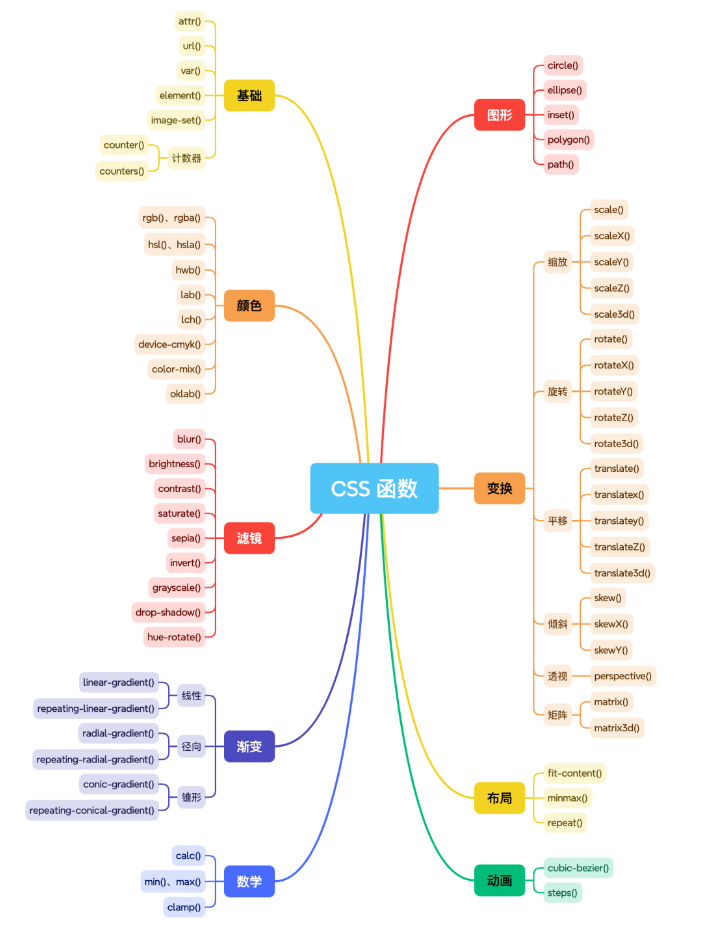 CSS 函数
基础
attr()
url()
var()
element()
image-set()
计数器
counter()
counters()
颜色
rgb()、rgba()
hsl()、hsla()
hwb()
lab()
lch()
device-cmyk()
color-mix()
oklab()
滤镜
blur()
brightness()
contrast()
saturate()
sepia()
invert()
grayscale()
drop-shadow()
hue-rotate()
渐变
线性
linear-gradient()
repeating-linear-gradient()
径向
radial-gradient()
repeating-radial-gradient()
锥形
conic-gradient()
repeating-conical-gradient()
数学
calc()
min()、max()
clamp()
图形
circle()
ellipse()
inset()
polygon()
path()
变换
缩放
scale()
scaleX()
scaleY()
scaleZ()
scale3d()
旋转
rotate()
rotateX()
rotateY()
rotateZ()
rotate3d()
平移
translate()
translatex()
translatey()
translateZ()
translate3d()
倾斜
skew()
skewX()
skewY()
透视
perspective()
矩阵
matrix()
matrix3d()
布局
fit-content()
minmax()
repeat()
动画
cubic-bezier()
steps()